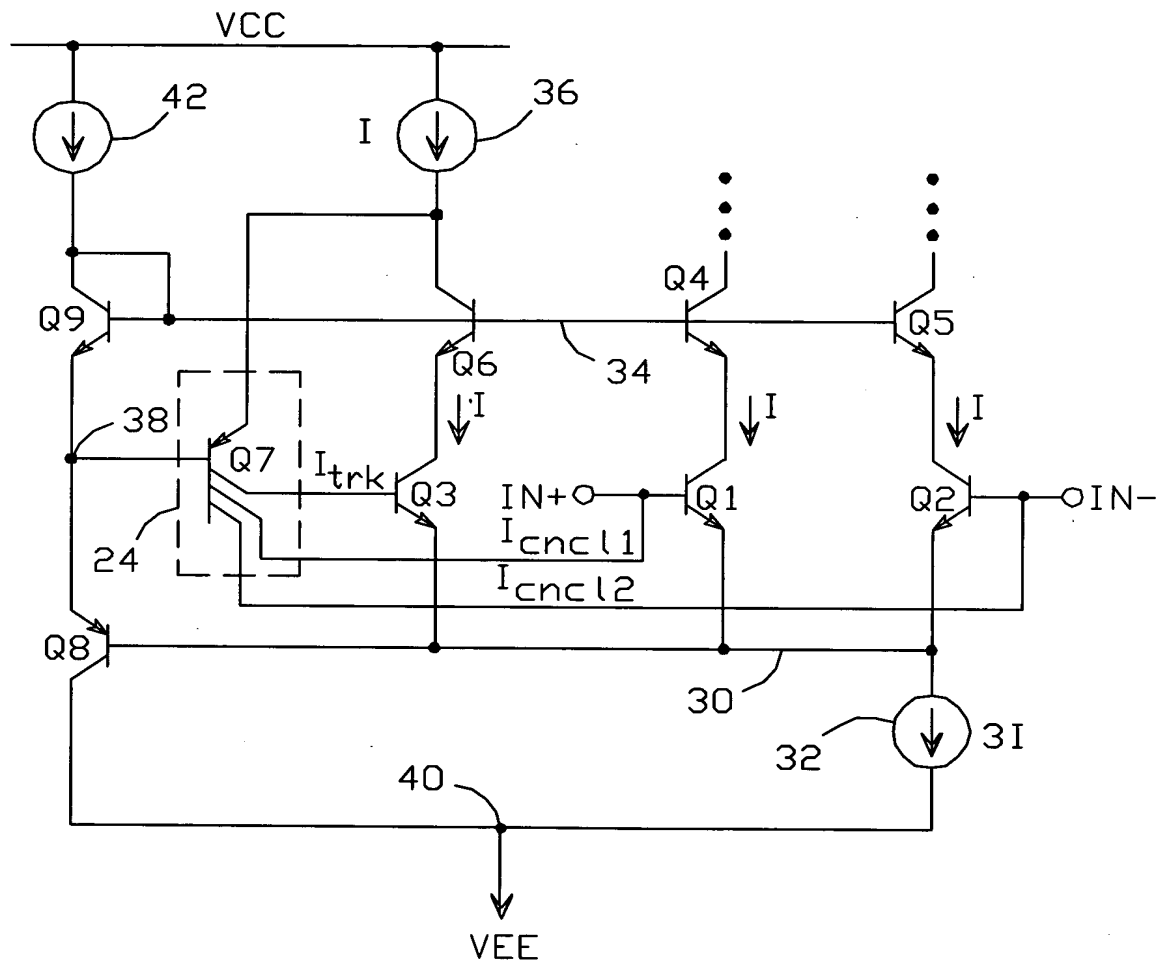 VCC
42
36
I
Q4
Q9
Q6
Q5
34
38
I
I
I
Q7
Itrk
Q3
IN+
Q1
Q2
IN-
24
Icncl1
Icncl2
Q8
30
32
3I
40
VEE